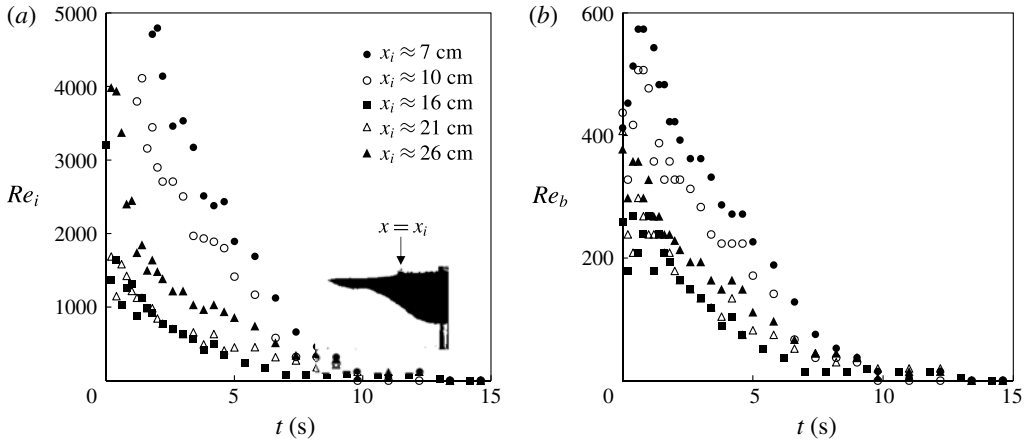 (a)
5000
4000
3000
2000
1000
0
Re_i
5
10
15
t (s)
x_i ≈ 7 cm
x_i ≈ 10 cm
x_i ≈ 16 cm
x_i ≈ 21 cm
x_i ≈ 26 cm
x = x_i
(b)
600
400
200
0
Re_b
5
10
15
t (s)